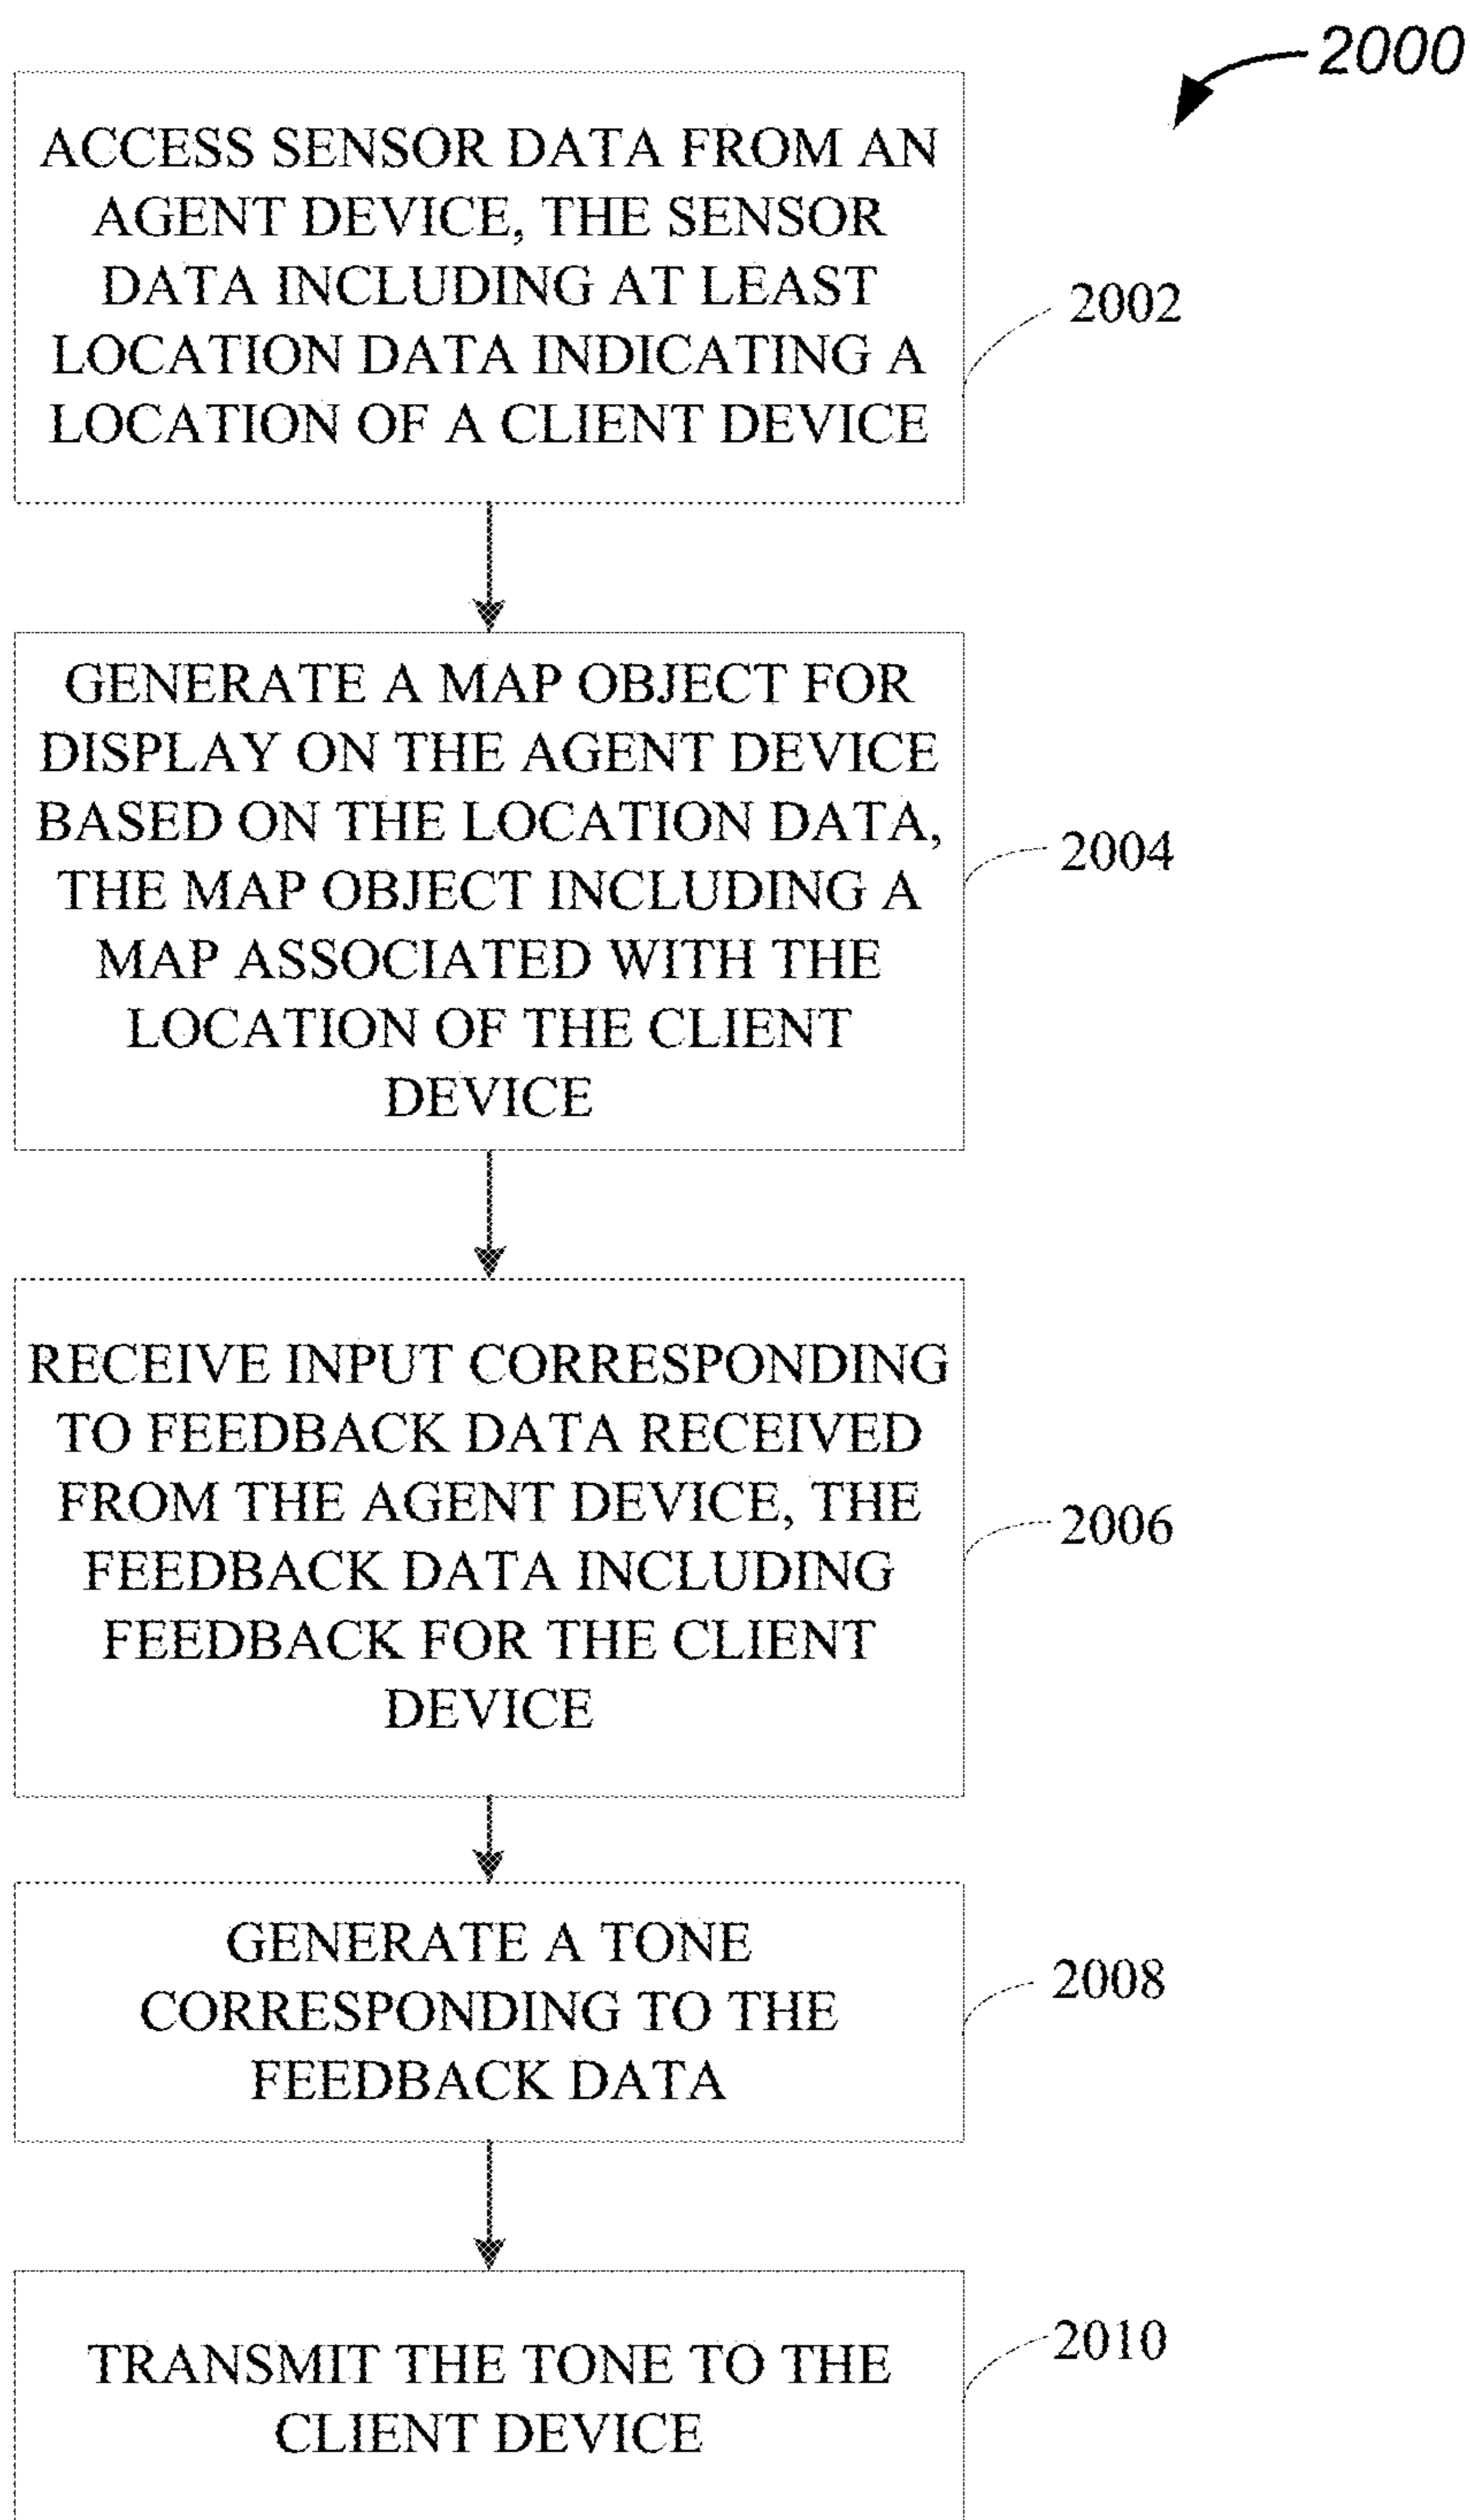 2000
ACCESS SENSOR DATA FROM AN
AGENT DEVICE, THE SENSOR
DATA INCLUDING AT LEAST
LOCATION DATA INDICATING A
LOCATION OF A CLIENT DEVICE
2002
GENERATE A MAP OBJECT FOR
DISPLAY ON THE AGENT DEVICE
BASED ON THE LOCATION DATA,
THE MAP OBJECT INCLUDING A
MAP ASSOCIATED WITH THE
LOCATION OF THE CLIENT
DEVICE
2004
RECEIVE INPUT CORRESPONDING
TO FEEDBACK DATA RECEIVED
FROM THE AGENT DEVICE, THE
FEEDBACK DATA INCLUDING
FEEDBACK FOR THE CLIENT
DEVICE
2006
GENERATE A TONE
CORRESPONDING TO THE
FEEDBACK DATA
2008
TRANSMIT THE TONE TO THE
CLIENT DEVICE
2010